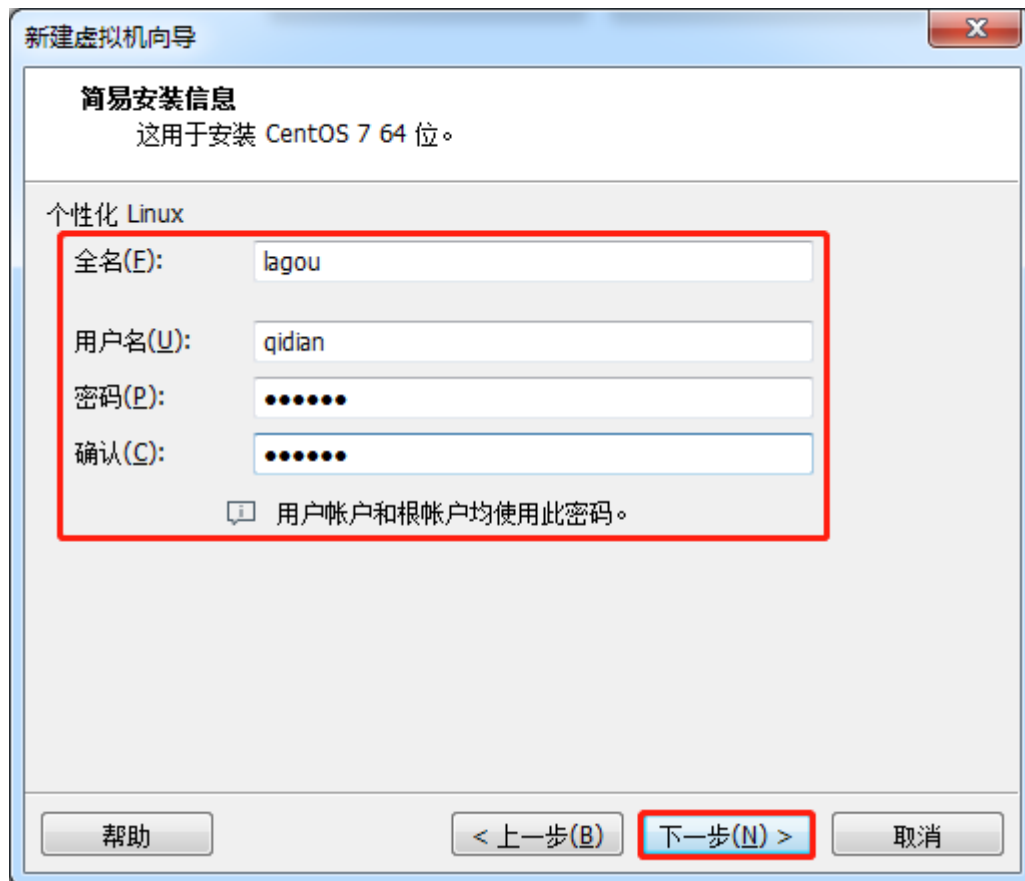 新建虚拟机向导
简易安装信息
这用于安装 CentOS 7 64 位。
个性化 Linux
全名(F): lagou
用户名(U): qidian
密码(P): ●●●●●●
确认(C): ●●●●●●
用户帐户和根帐户均使用此密码。
帮助 < 上一步(B) 下一步(N) > 取消